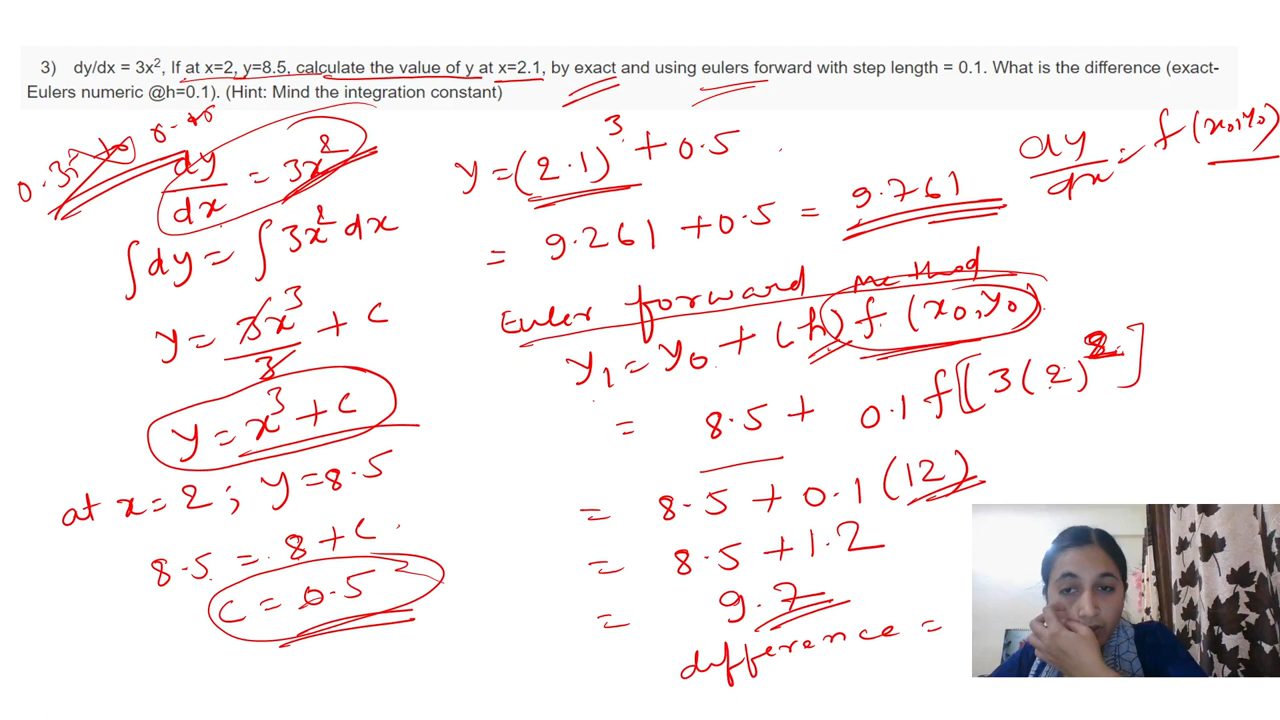 3) dy/dx = 3x², If at x=2, y=8.5, calculate the value of y at x=2.1, by exact and using eulers forward with step length = 0.1. What is the difference (exact-
Eulers numeric @h=0.1). (Hint: Mind the integration constant)
dy/dx = 3x²
∫dy = ∫3x² dx
y = 3x³/3 + c
y = x³ + c
at x = 2 ; y = 8.5
8.5 = 8 + c
c = 0.5
y = (2.1)³ + 0.5
= 9.261 + 0.5 = 9.761
dy/dx = f(x₀,y₀)
Euler forward Method
y₁ = y₀ + (h) f(x₀,y₀)
= 8.5 + 0.1 f[3(2)²]
= 8.5 + 0.1 (12)
= 8.5 + 1.2
= 9.7
difference =